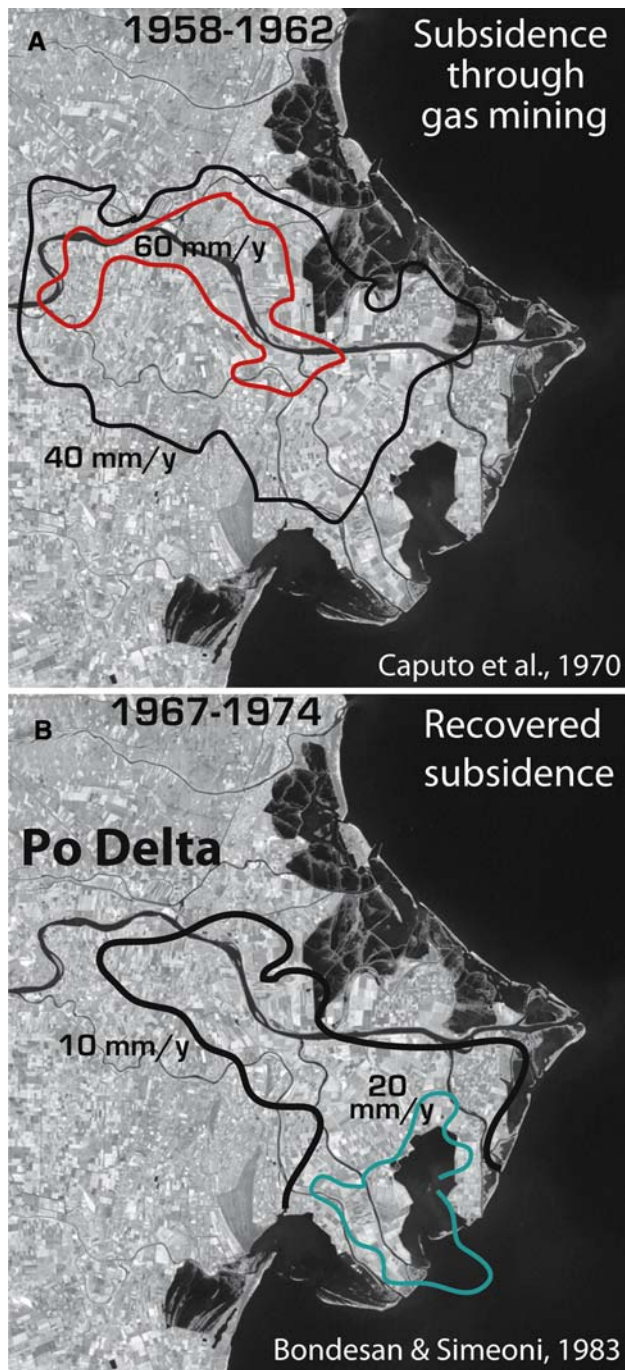 A
1958-1962
Subsidence
through
gas mining
60 mm/y
40 mm/y
Caputo et al., 1970
B
1967-1974
Recovered
subsidence
Po Delta
10 mm/y
20
mm/y
Bondesan & Simeoni, 1983